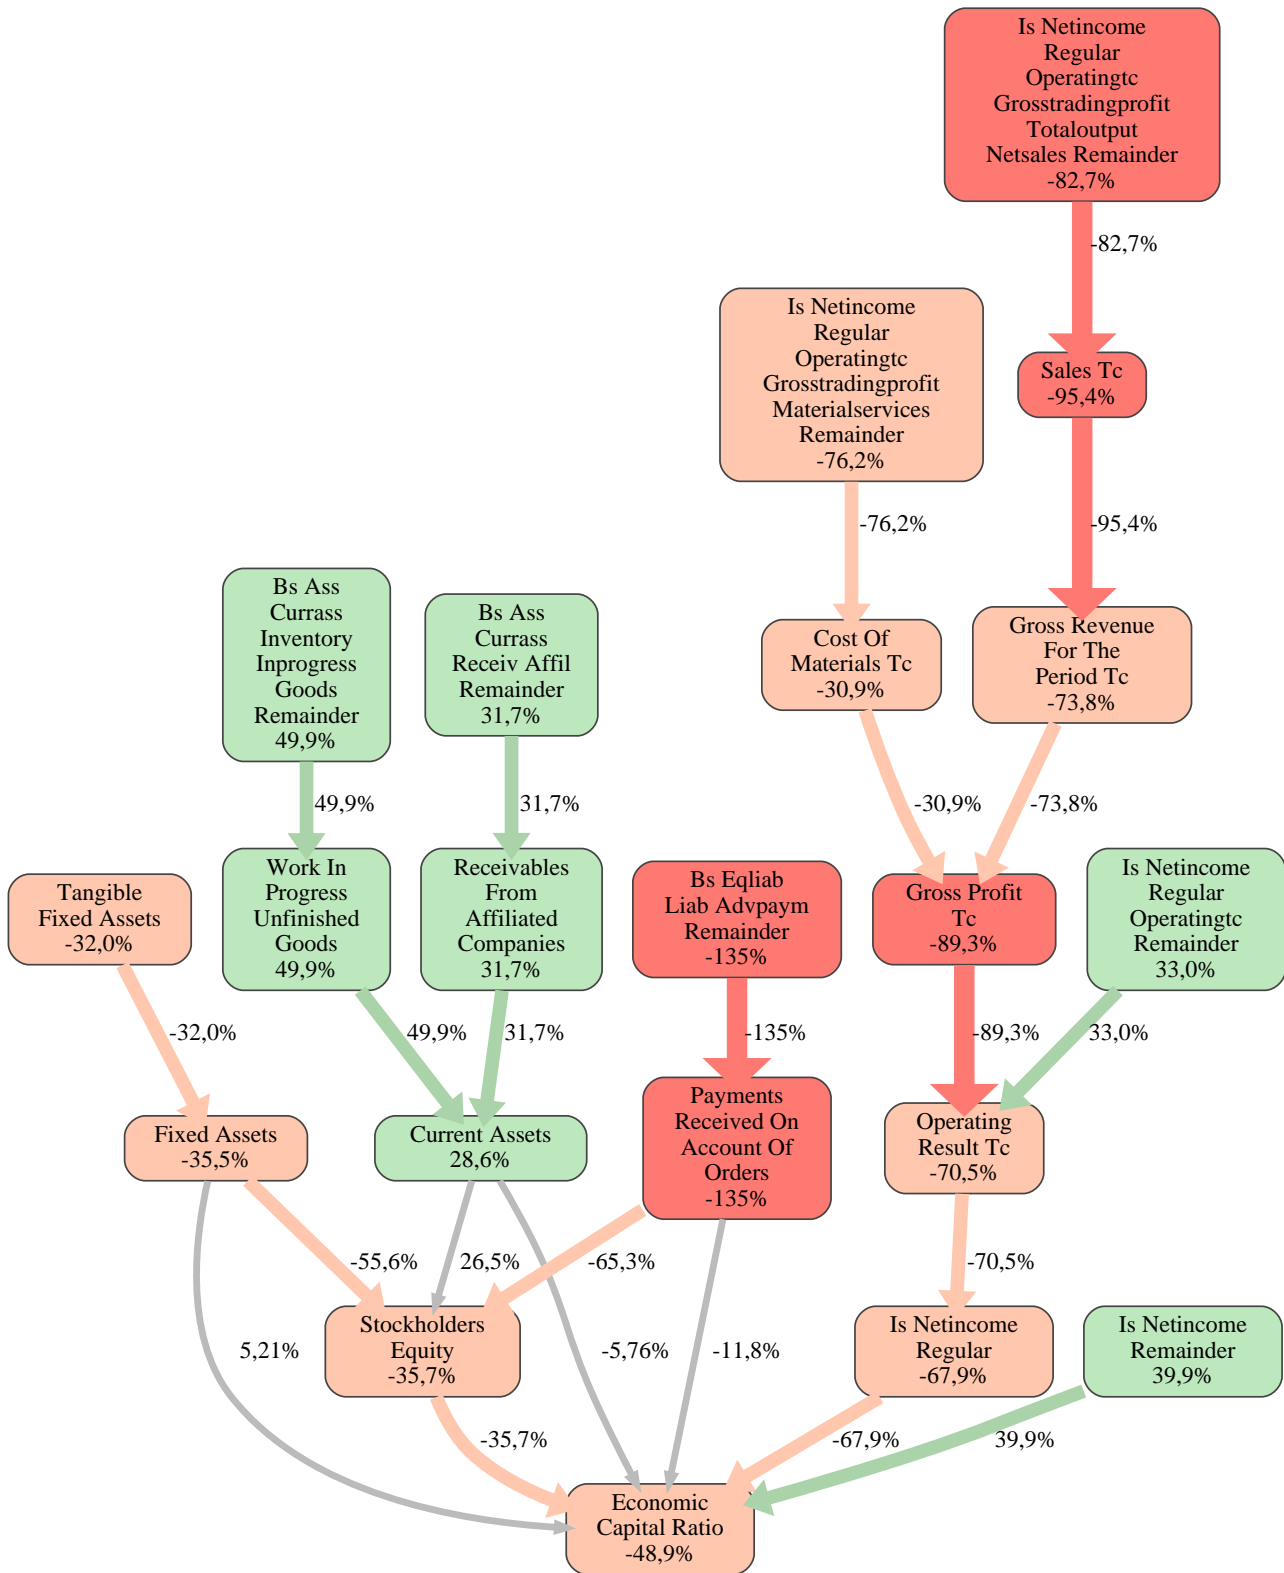 Is Netincome
Regular
Operatingtc
Grosstradingprofit
Totaloutput
Netsales Remainder
-82,7%
-82,7%
Is Netincome
Regular
Operatingtc
Grosstradingprofit
Materialservices
Remainder
-76,2%
Sales Tc
-95,4%
-76,2%
-95,4%
Bs Ass
Currass
Inventory
Inprogress
Goods
Remainder
49,9%
Bs Ass
Currass
Receiv Affil
Remainder
31,7%
Cost Of
Materials Tc
-30,9%
Gross Revenue
For The
Period Tc
-73,8%
49,9%
31,7%
-30,9%
-73,8%
Tangible
Fixed Assets
-32,0%
Work In
Progress
Unfinished
Goods
49,9%
Receivables
From
Affiliated
Companies
31,7%
Bs Eqliab
Liab Advpaym
Remainder
-135%
Gross Profit
Tc
-89,3%
Is Netincome
Regular
Operatingtc
Remainder
33,0%
-32,0%
49,9%
31,7%
-135%
-89,3%
33,0%
Fixed Assets
-35,5%
Current Assets
28,6%
Payments
Received On
Account Of
Orders
-135%
Operating
Result Tc
-70,5%
-55,6%
26,5%
-65,3%
-70,5%
Stockholders
Equity
-35,7%
Is Netincome
Regular
-67,9%
Is Netincome
Remainder
39,9%
5,21%
-5,76%
-11,8%
-35,7%
-67,9%
39,9%
Economic
Capital Ratio
-48,9%